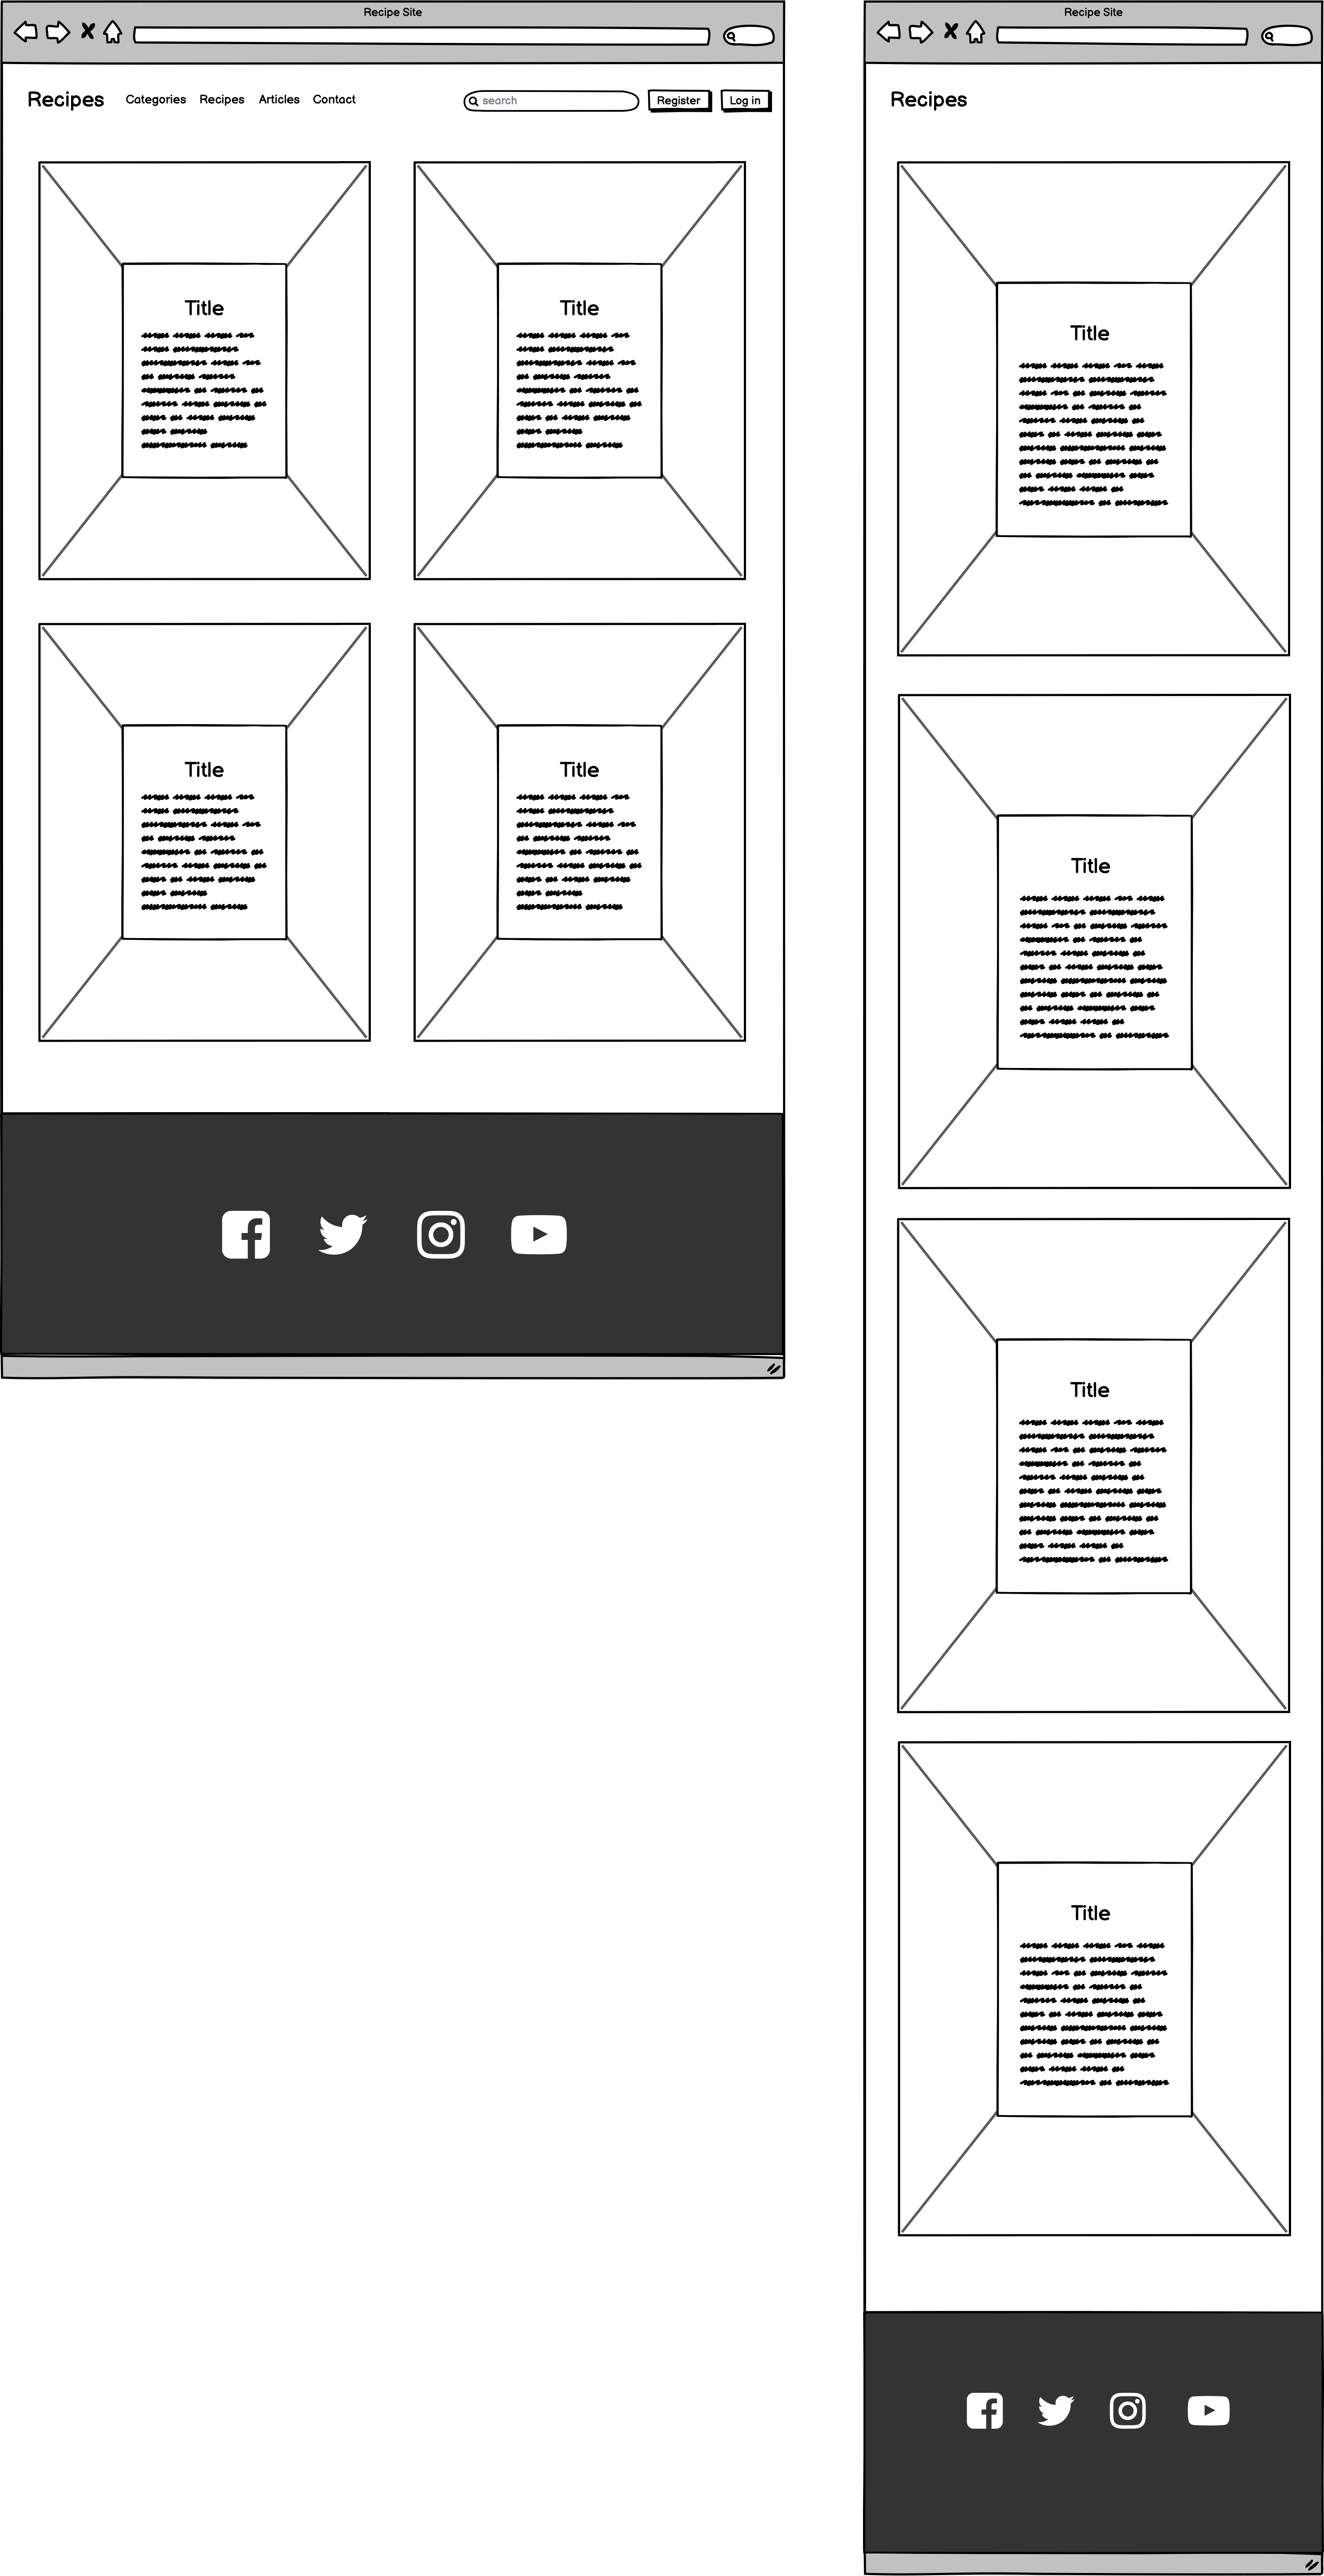 Recipe Site
Recipes Categories Recipes Articles Contact search Register Log in
Title
Title
Title
Title
Recipe Site
Recipes
Title
Title
Title
Title